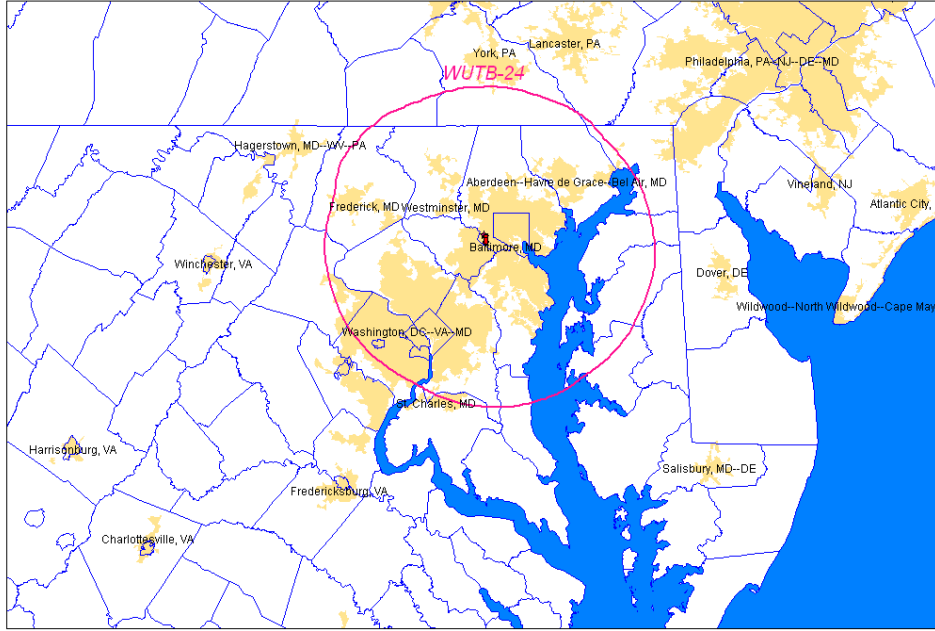 York, PA
Lancaster, PA
Philadelphia, PA--NJ--DE--MD
WUTB-24
Hagerstown, MD--WV--PA
Aberdeen--Havre de Grace--Bel Air, MD
Vineland, NJ
Frederick, MD
Westminster, MD
Atlantic City,
Baltimore, MD
Winchester, VA
Dover, DE
Wildwood--North Wildwood--Cape May
Washington, DC--VA--MD
St. Charles, MD
Harrisonburg, VA
Salisbury, MD--DE
Fredericksburg, VA
Charlottesville, VA